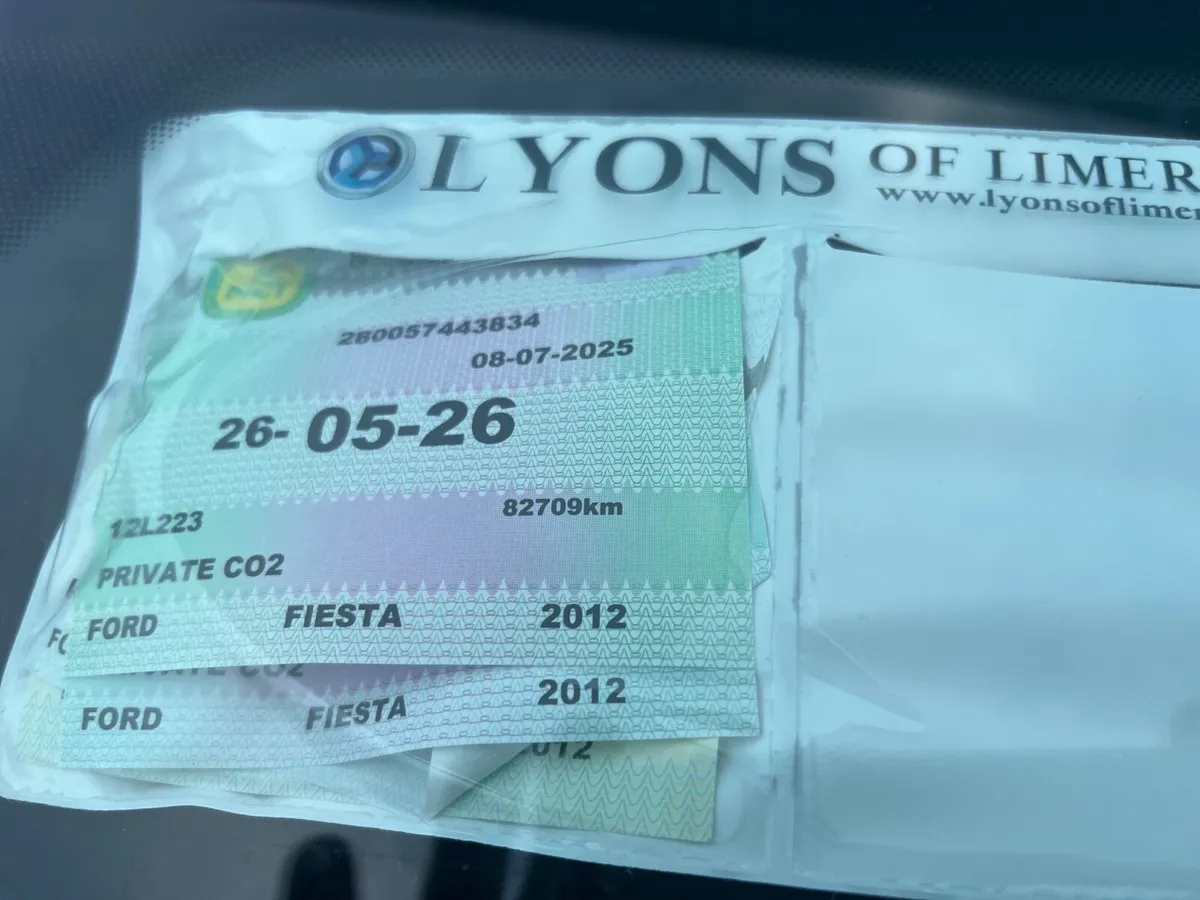 LYONS OF LIMER
www.lyonsoflimer
280057443834
08-07-2025
26-05-26
12L223
82709km
PRIVATE CO2
FORD FIESTA 2012
CO2
FORD FIESTA 2012